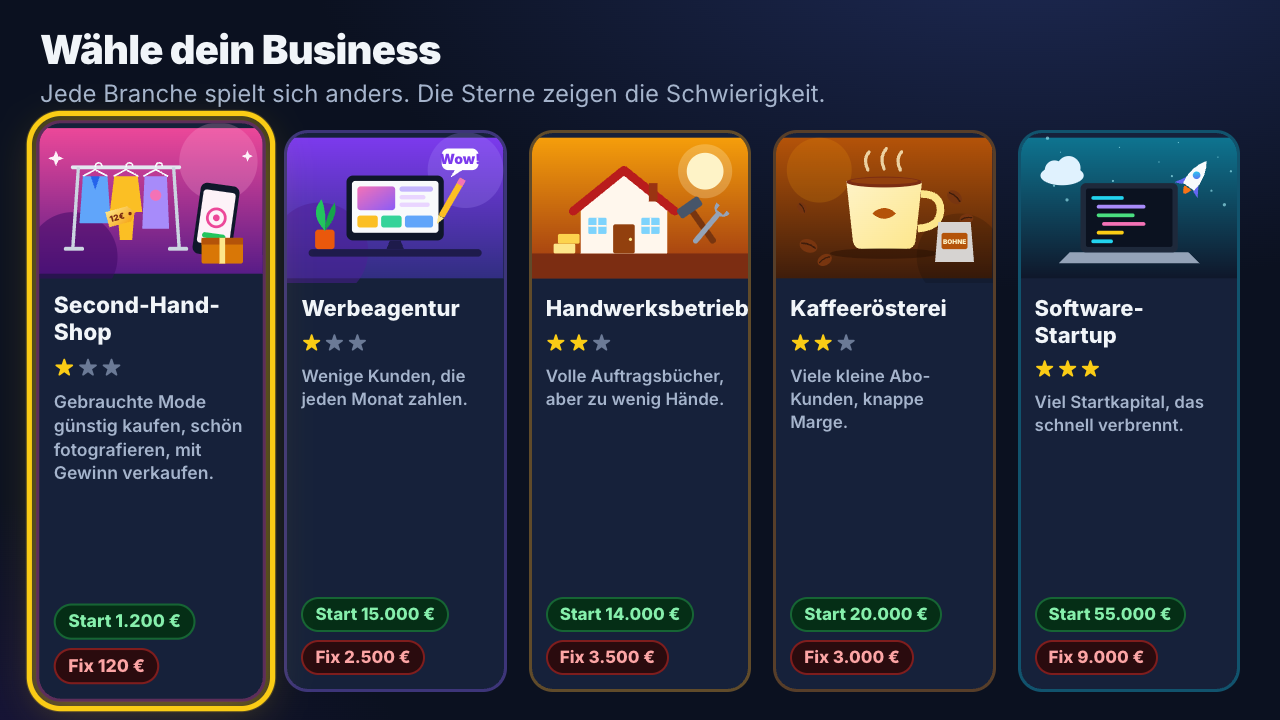 Wähle dein Business
Jede Branche spielt sich anders. Die Sterne zeigen die Schwierigkeit.
12€
Second-Hand-
Shop
Gebrauchte Mode
günstig kaufen, schön
fotografieren, mit
Gewinn verkaufen.
Start 1.200 €
Fix 120 €
Wow!
Werbeagentur
Wenige Kunden, die
jeden Monat zahlen.
Start 15.000 €
Fix 2.500 €
Handwerksbetrieb
Volle Auftragsbücher,
aber zu wenig Hände.
Start 14.000 €
Fix 3.500 €
BOHNE
Kaffeerösterei
Viele kleine Abo-
Kunden, knappe
Marge.
Start 20.000 €
Fix 3.000 €
Software-
Startup
Viel Startkapital, das
schnell verbrennt.
Start 55.000 €
Fix 9.000 €